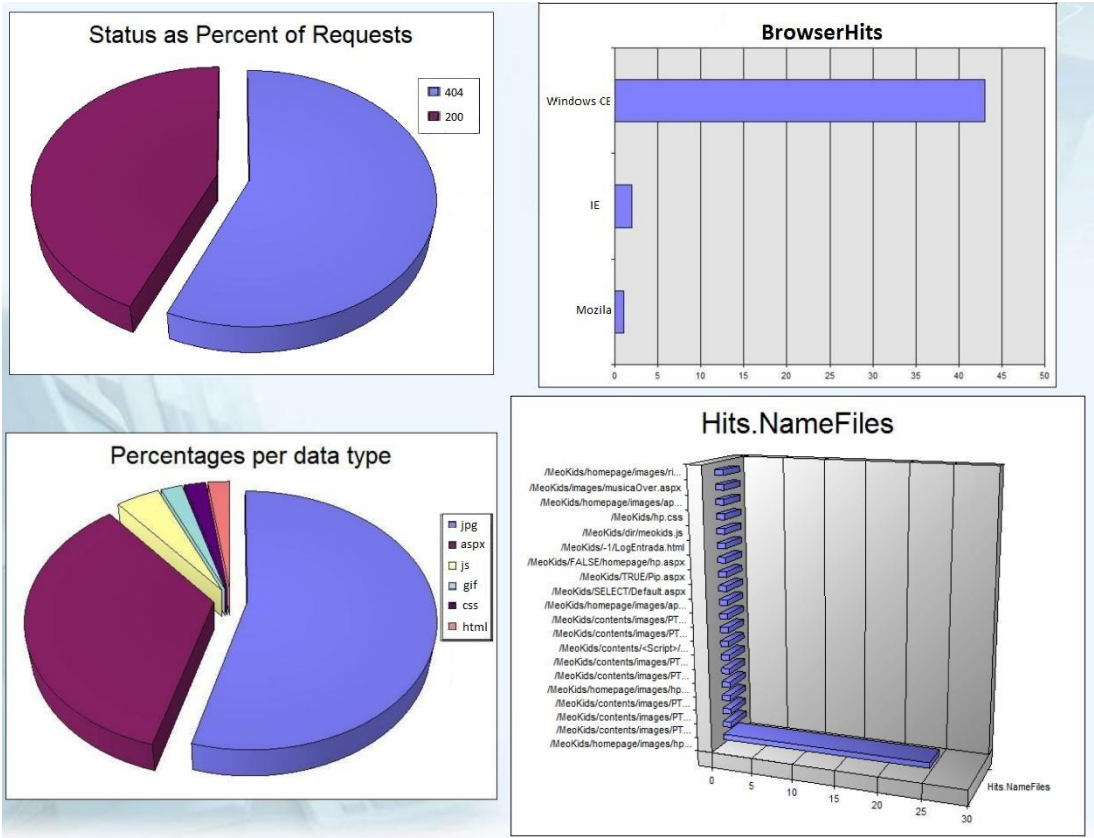 Status as Percent of Requests
404
200
BrowserHits
Windows CE
IE
Mozila
0 5 10 15 20 25 30 35 40 45 50
Percentages per data type
jpg
aspx
js
gif
css
html
Hits.NameFiles
/MeoKids/homepage/images/ri...
/MeoKids/images/musicaOver.aspx
/MeoKids/homepage/images/ap...
/MeoKids/hp.css
/MeoKids/dir/meokids.js
/MeoKids/-1/LogEntrada.html
/MeoKids/FALSE/homepage/hp.aspx
/MeoKids/TRUE/Pip.aspx
/MeoKids/SELECT/Default.aspx
/MeoKids/homepage/images/ap...
/MeoKids/contents/images/PT...
/MeoKids/contents/images/PT...
/MeoKids/contents/<Script>/...
/MeoKids/contents/images/PT...
/MeoKids/contents/images/PT...
/MeoKids/homepage/images/hp...
/MeoKids/contents/images/PT...
/MeoKids/contents/images/PT...
/MeoKids/contents/images/PT...
/MeoKids/homepage/images/hp...
0 5 10 15 20 25 30
Hits.NameFiles